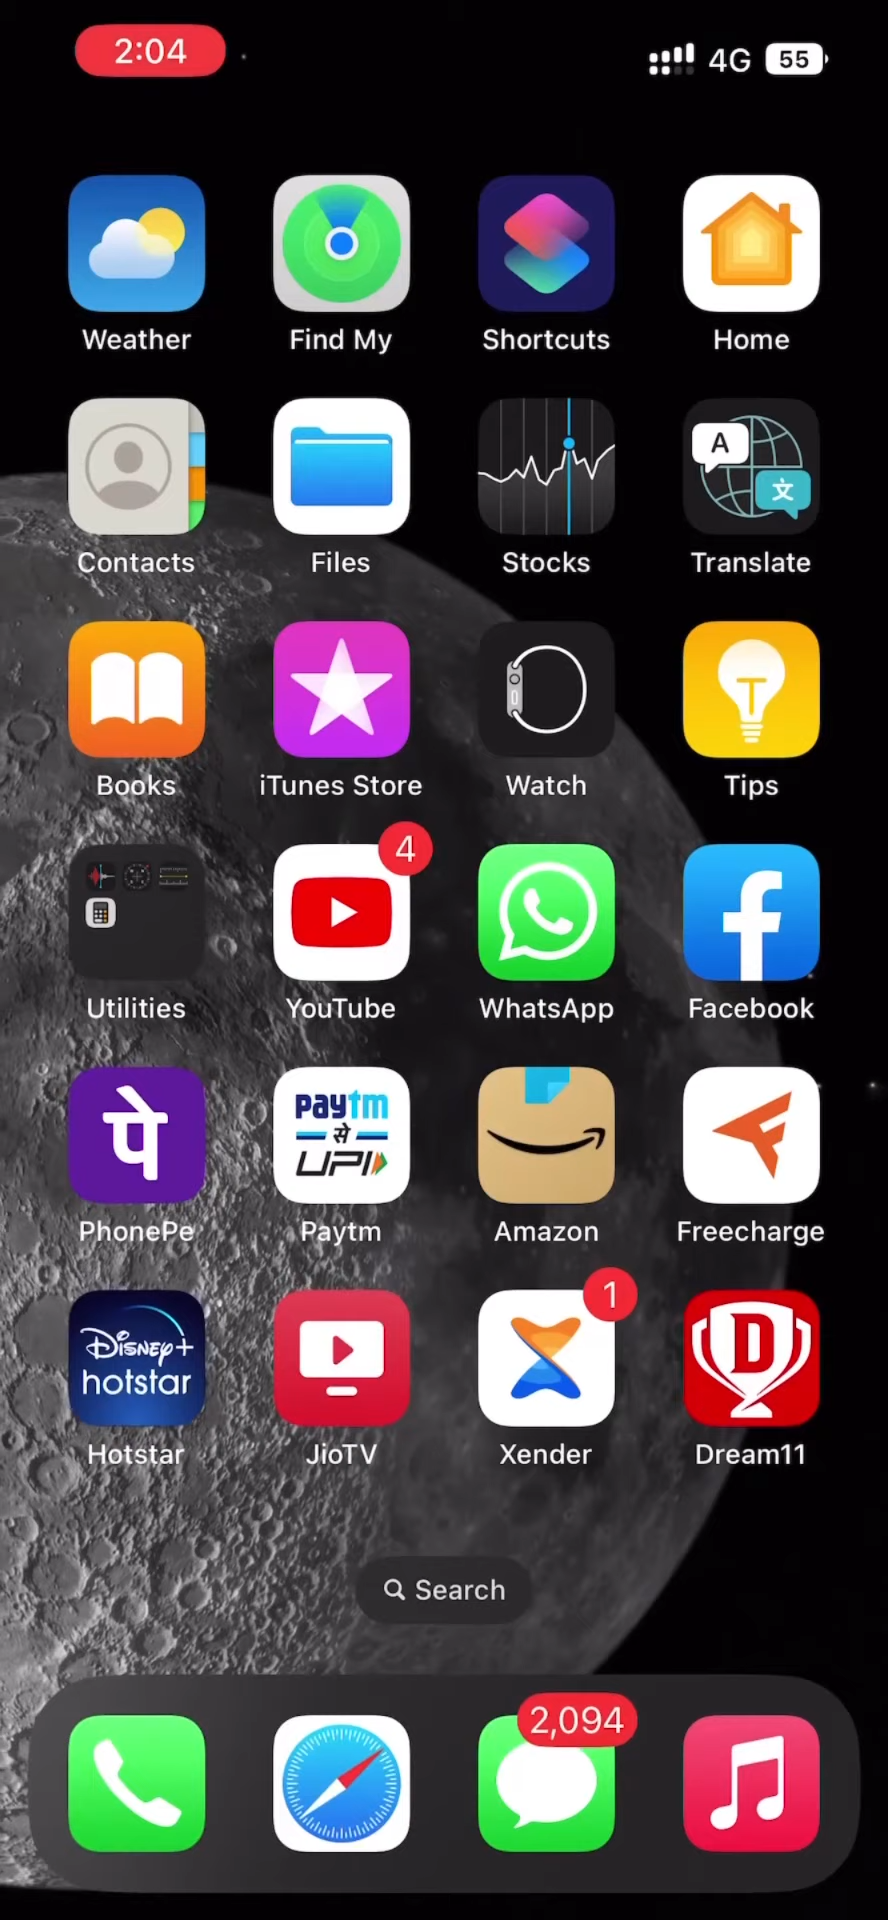 2:04 4G 55
Weather Find My Shortcuts Home
A 文
Contacts Files Stocks Translate
Books iTunes Store Watch Tips
4
Utilities YouTube WhatsApp Facebook
पे paytm
से
UPI
PhonePe Paytm Amazon Freecharge
1
Disney+
hotstar
D
Hotstar JioTV Xender Dream11
Search
2,094